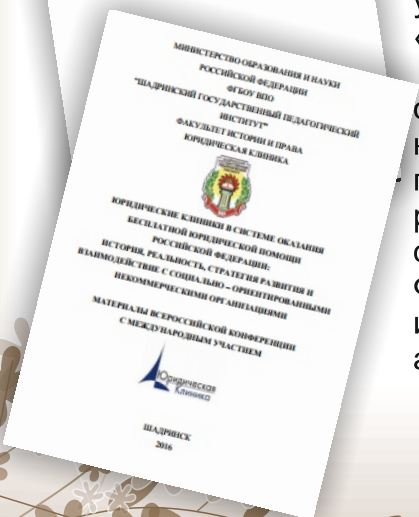 МИНИСТЕРСТВО ОБРАЗОВАНИЯ И НАУКИ
РОССИЙСКОЙ ФЕДЕРАЦИИ
ФГБОУ ВПО
"ШАДРИНСКИЙ ГОСУДАРСТВЕННЫЙ ПЕДАГОГИЧЕСКИЙ
ИНСТИТУТ"
ФАКУЛЬТЕТ ИСТОРИИ И ПРАВА
ЮРИДИЧЕСКАЯ КЛИНИКА
ЮРИДИЧЕСКИЕ КЛИНИКИ В СИСТЕМЕ ОКАЗАНИЯ
БЕСПЛАТНОЙ ЮРИДИЧЕСКОЙ ПОМОЩИ
РОССИЙСКОЙ ФЕДЕРАЦИИ:
ИСТОРИЯ, РЕАЛЬНОСТЬ, СТРАТЕГИЯ РАЗВИТИЯ И
ВЗАИМОДЕЙСТВИЕ С СОЦИАЛЬНО – ОРИЕНТИРОВАННЫМИ
НЕКОММЕРЧЕСКИМИ ОРГАНИЗАЦИЯМИ
МАТЕРИАЛЫ ВСЕРОССИЙСКОЙ КОНФЕРЕНЦИИ
С МЕЖДУНАРОДНЫМ УЧАСТИЕМ
Юридическая
Клиника
ШАДРИНСК
2016